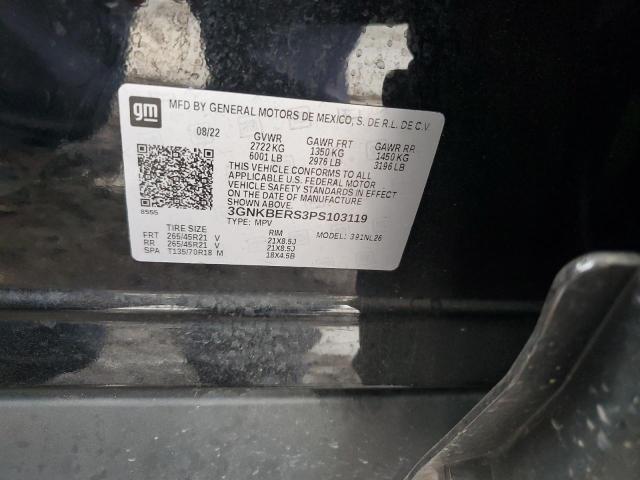 gm
MFD BY GENERAL MOTORS DE MEXICO, S. DE R.L. DE C.V.
08/22 GVWR GAWR FRT GAWR RR
2722 KG 1350 KG 1450 KG
6001 LB 2976 LB 3196 LB
THIS VEHICLE CONFORMS TO ALL
APPLICABLE U.S. FEDERAL MOTOR
VEHICLE SAFETY STANDARDS IN EFFECT
ON THE DATE OF MANUFACTURE
SHOWN ABOVE.
8555 3GNKBERS3PS103119
TYPE: MPV MODEL: 391NL26
TIRE SIZE RIM
FRT 265/45R21 V 21X8.5J
RR 265/45R21 V 21X8.5J
SPA T135/70R18 M 18X4.5B